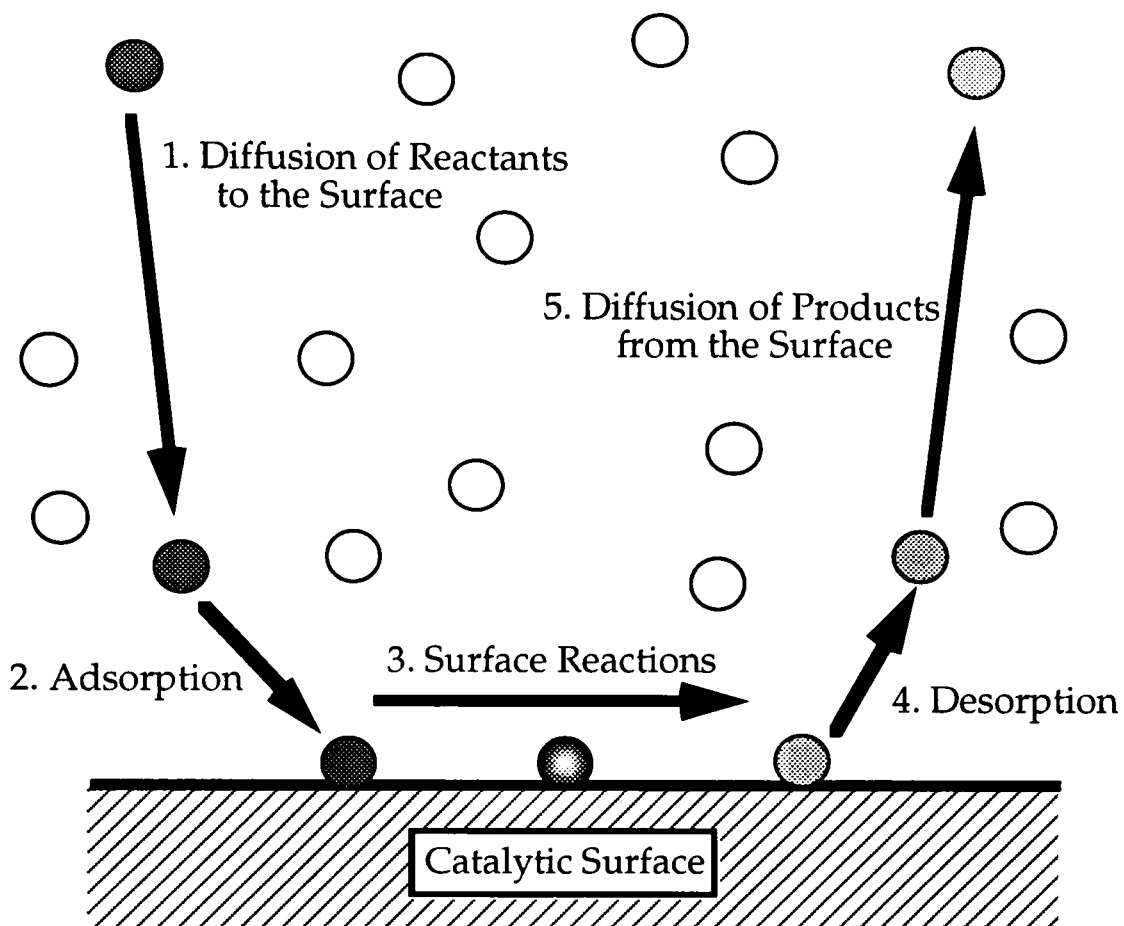 1. Diffusion of Reactants
to the Surface
5. Diffusion of Products
from the Surface
2. Adsorption
3. Surface Reactions
4. Desorption
Catalytic Surface